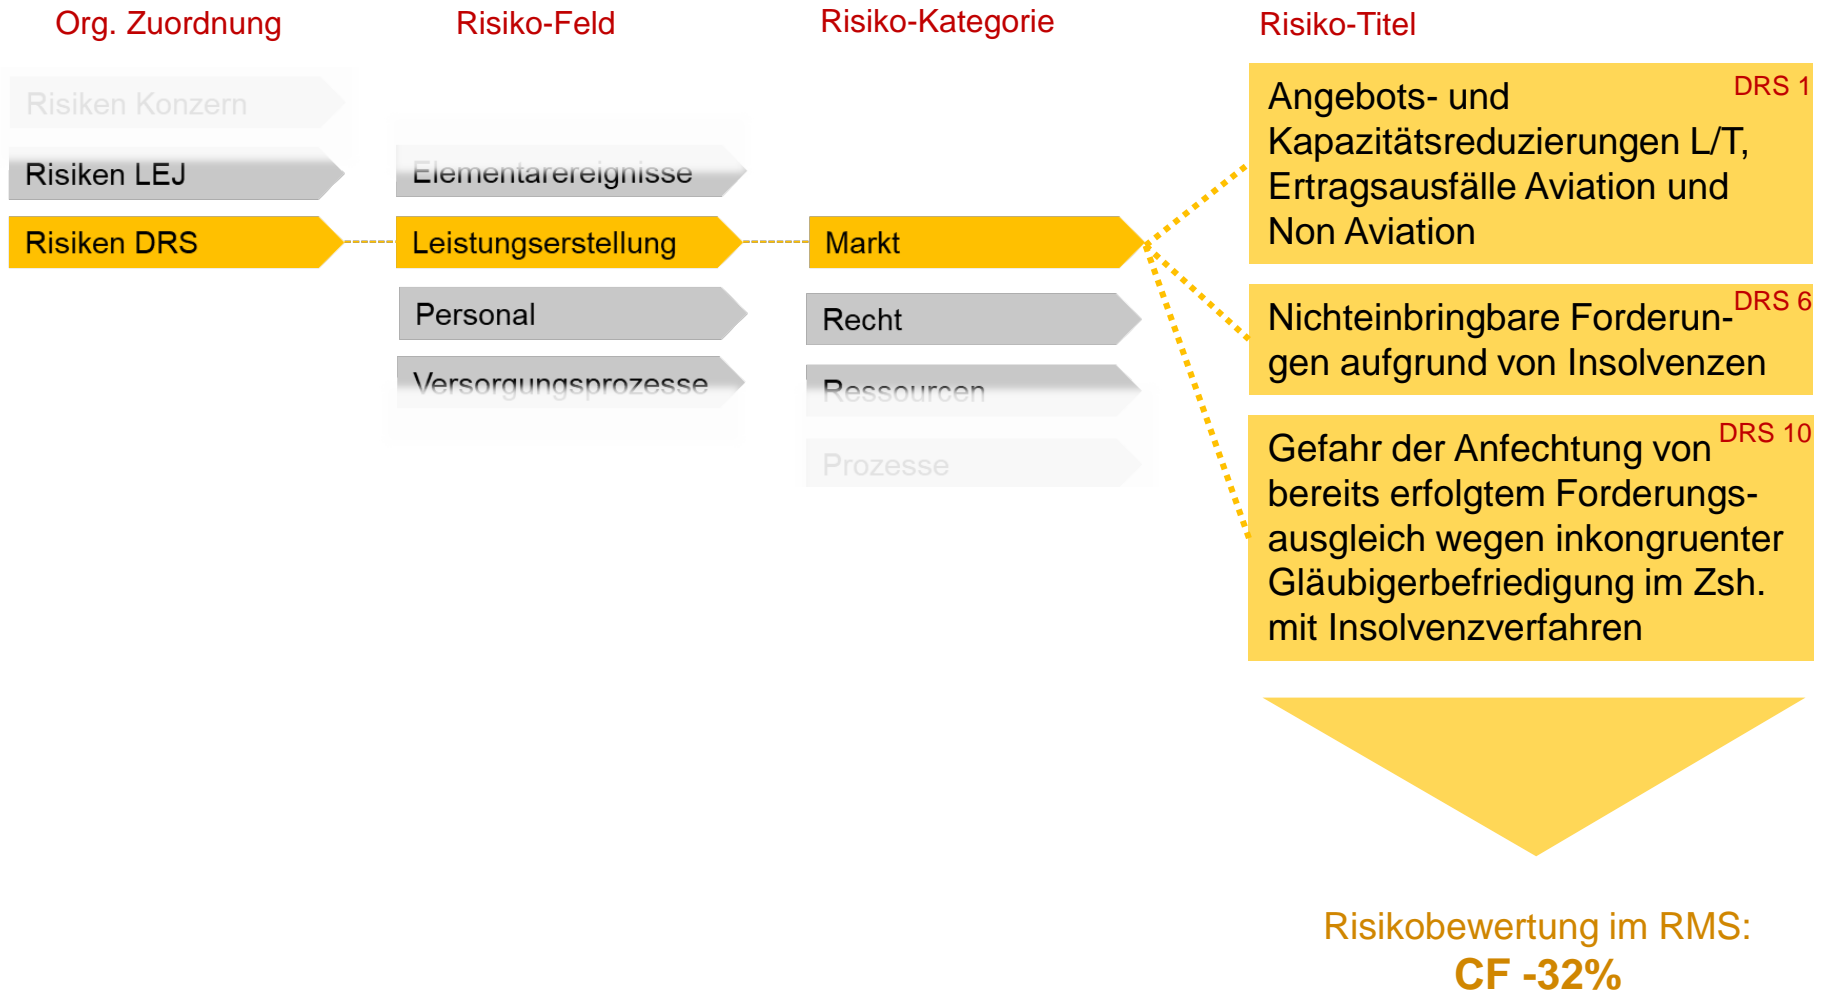 Org. Zuordnung
Risiko-Feld
Risiko-Kategorie
Risiko-Titel
Risiken Konzern
Risiken LEJ
Risiken DRS
Elementarereignisse
Leistungserstellung
Personal
Versorgungsprozesse
Markt
Recht
Ressourcen
Prozesse
DRS 1
Angebots- und
Kapazitätsreduzierungen L/T,
Ertragsausfälle Aviation und
Non Aviation
DRS 6
Nichteinbringbare Forderun-
gen aufgrund von Insolvenzen
DRS 10
Gefahr der Anfechtung von
bereits erfolgtem Forderungs-
ausgleich wegen inkongruenter
Gläubigerbefriedigung im Zsh.
mit Insolvenzverfahren
Risikobewertung im RMS:
CF -32%